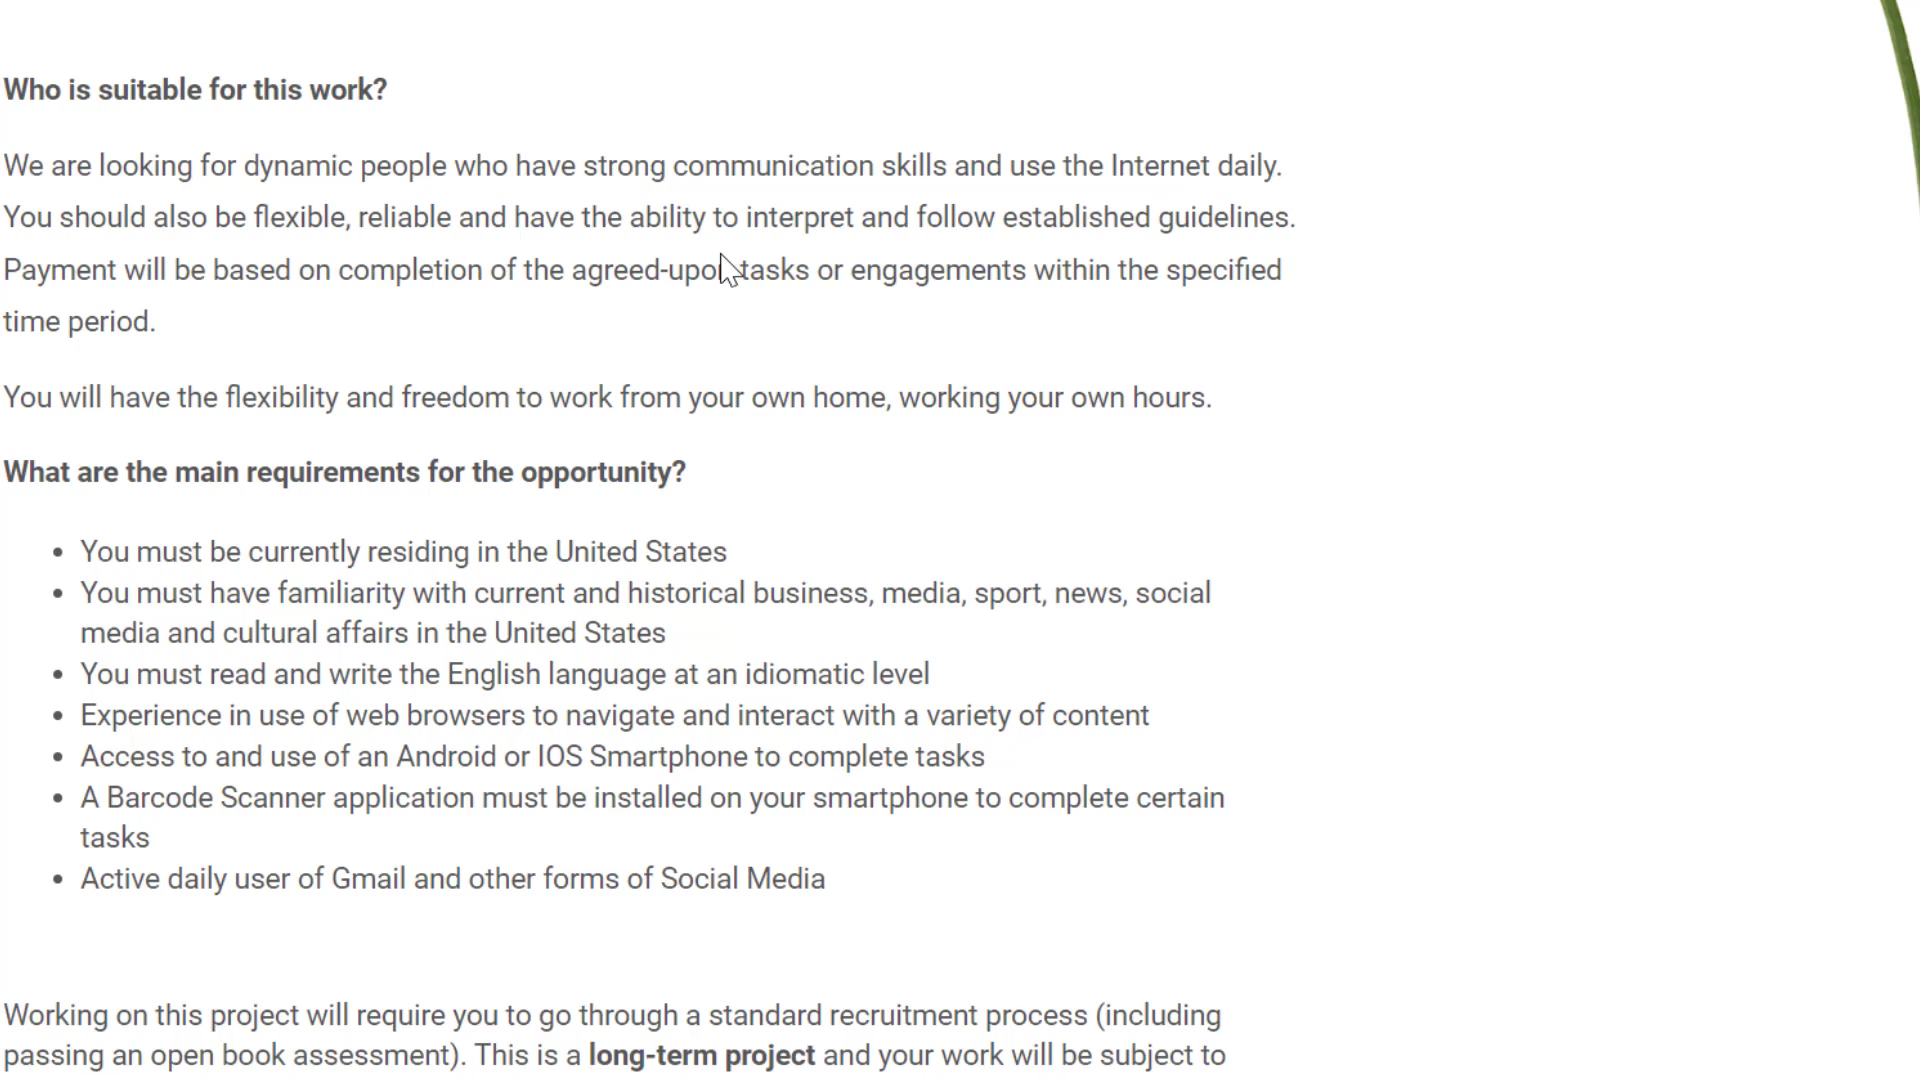 Who is suitable for this work?
We are looking for dynamic people who have strong communication skills and use the Internet daily.
You should also be flexible, reliable and have the ability to interpret and follow established guidelines.
Payment will be based on completion of the agreed-upon tasks or engagements within the specified
time period.
You will have the flexibility and freedom to work from your own home, working your own hours.
What are the main requirements for the opportunity?
• You must be currently residing in the United States
• You must have familiarity with current and historical business, media, sport, news, social
media and cultural affairs in the United States
• You must read and write the English language at an idiomatic level
• Experience in use of web browsers to navigate and interact with a variety of content
• Access to and use of an Android or IOS Smartphone to complete tasks
• A Barcode Scanner application must be installed on your smartphone to complete certain
tasks
• Active daily user of Gmail and other forms of Social Media
Working on this project will require you to go through a standard recruitment process (including
passing an open book assessment). This is a long-term project and your work will be subject to